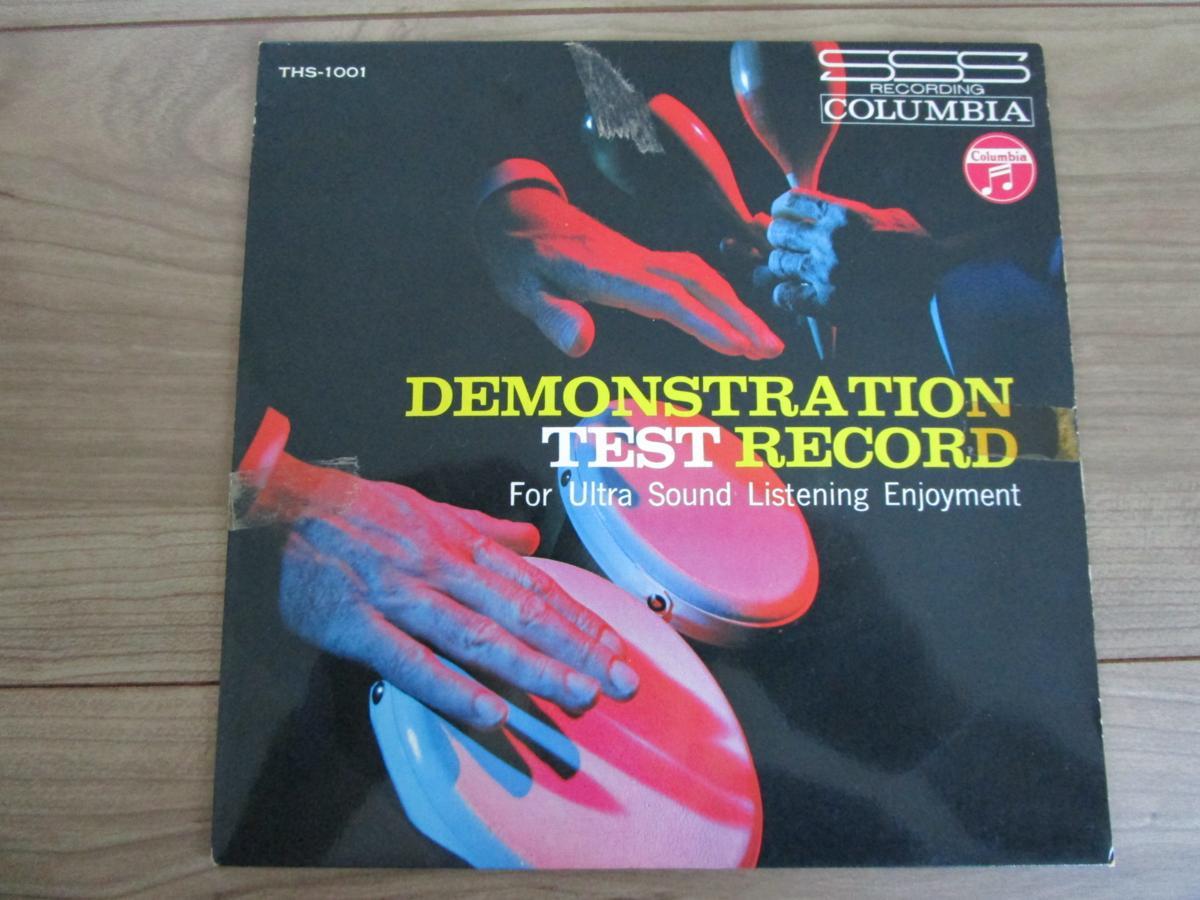 THS-1001
SSS
RECORDING
COLUMBIA
Columbia
DEMONSTRATION
TEST RECORD
For Ultra Sound Listening Enjoyment